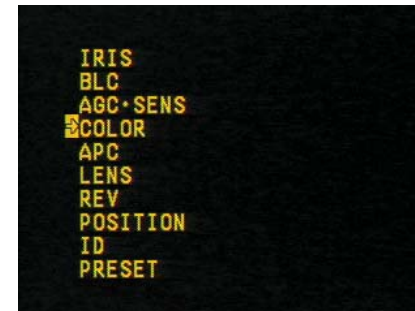 IRIS
BLC
AGC·SENS
COLOR
APC
LENS
REV
POSITION
ID
PRESET